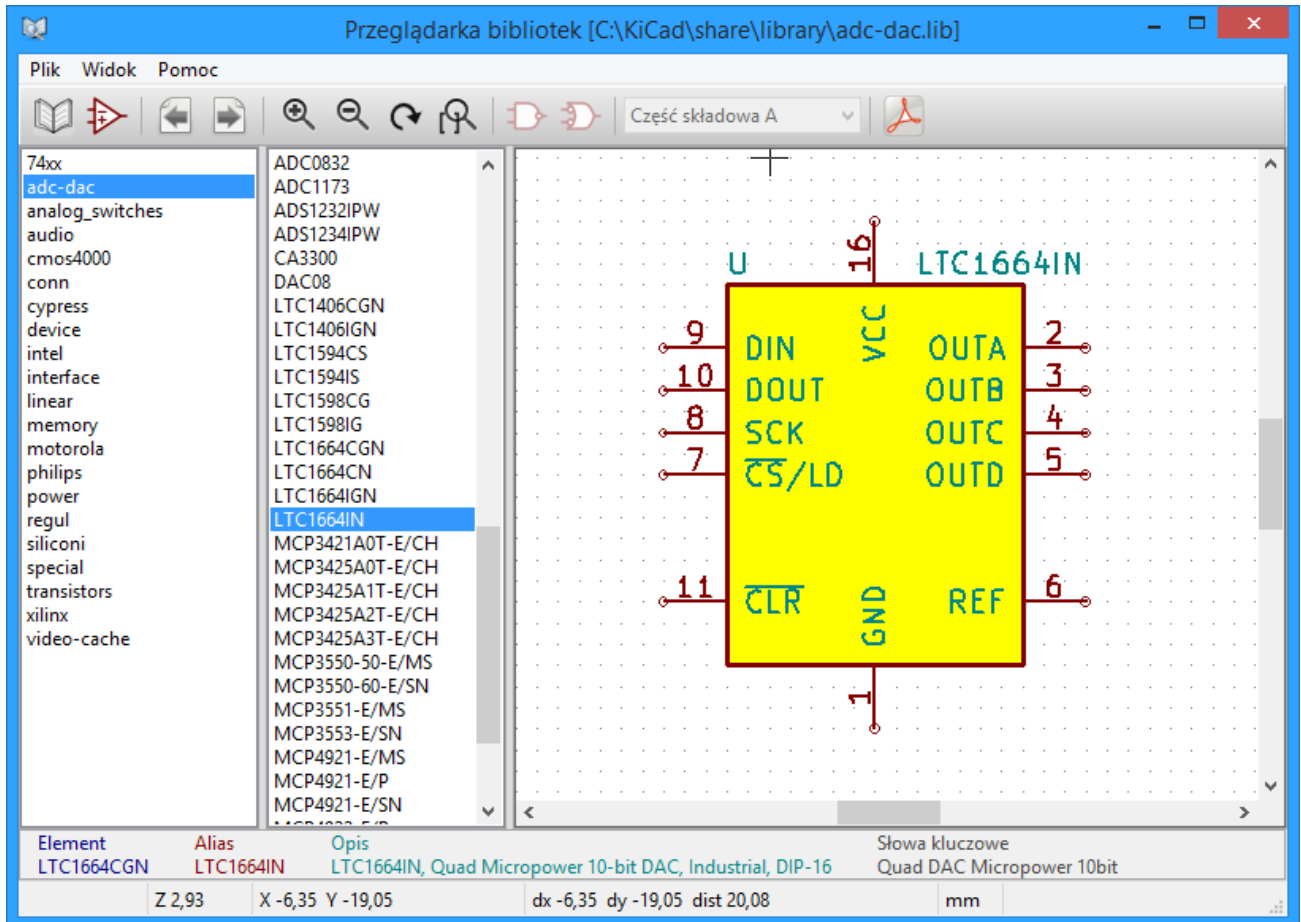 Przeglądarka bibliotek [C:\KiCad\share\library\adc-dac.lib]
Plik Widok Pomoc
Część składowa A
74xx
adc-dac
analog_switches
audio
cmos4000
conn
cypress
device
intel
interface
linear
memory
motorola
philips
power
regul
siliconi
special
transistors
xilinx
video-cache
ADC0832
ADC1173
ADS1232IPW
ADS1234IPW
CA3300
DAC08
LTC1406CGN
LTC1406IGN
LTC1594CS
LTC1594IS
LTC1598CG
LTC1598IG
LTC1664CGN
LTC1664CN
LTC1664IGN
LTC1664IN
MCP3421A0T-E/CH
MCP3425A0T-E/CH
MCP3425A1T-E/CH
MCP3425A2T-E/CH
MCP3425A3T-E/CH
MCP3550-50-E/MS
MCP3550-60-E/SN
MCP3551-E/MS
MCP3553-E/SN
MCP4921-E/MS
MCP4921-E/P
MCP4921-E/SN
U
16
LTC1664IN
VCC
9 DIN
10 DOUT
8 SCK
7 CS/LD
11 CLR
OUTA 2
OUTB 3
OUTC 4
OUTD 5
REF 6
GND
1
Element Alias Opis Słowa kluczowe
LTC1664CGN LTC1664IN LTC1664IN, Quad Micropower 10-bit DAC, Industrial, DIP-16 Quad DAC Micropower 10bit
Z 2,93 X -6,35 Y -19,05 dx -6,35 dy -19,05 dist 20,08 mm